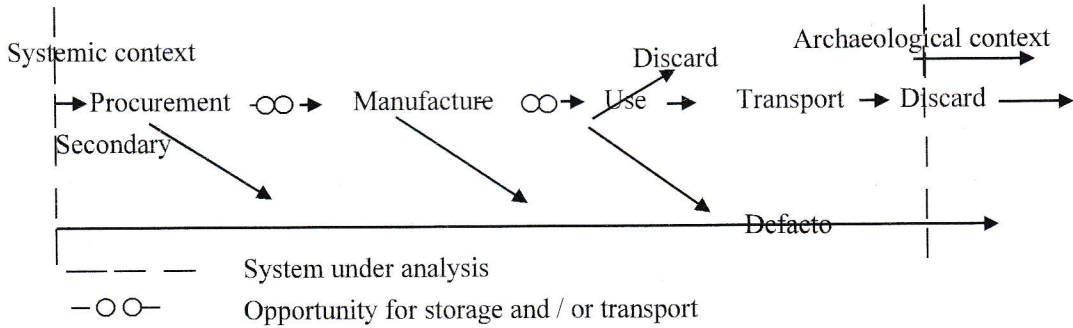 Archaeological context
Systemic context
Discard
Procurement Manufacture Use Transport Discard
Secondary
Defacto
System under analysis
Opportunity for storage and / or transport